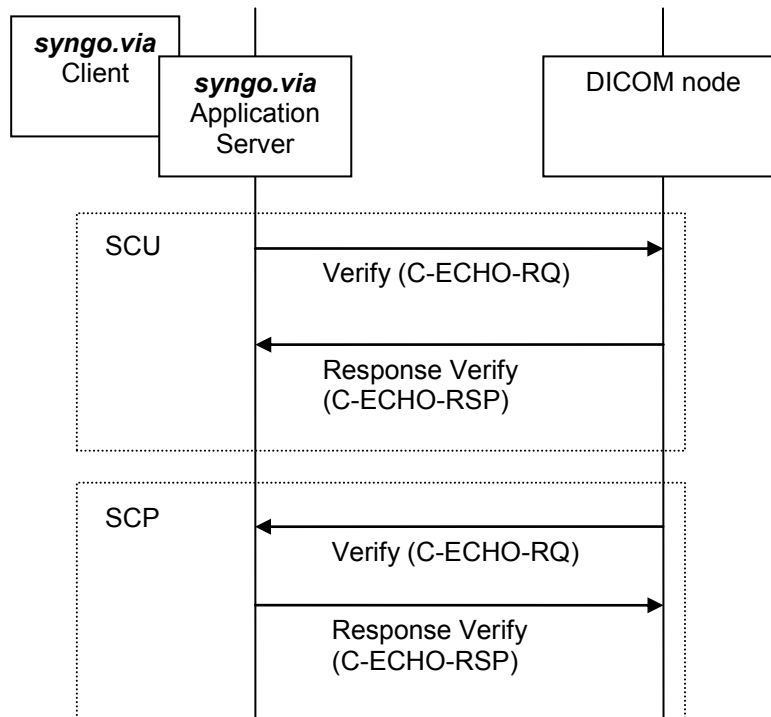 syngo.via
Client
syngo.via
Application
Server
DICOM node
SCU
Verify (C-ECHO-RQ)
Response Verify
(C-ECHO-RSP)
SCP
Verify (C-ECHO-RQ)
Response Verify
(C-ECHO-RSP)